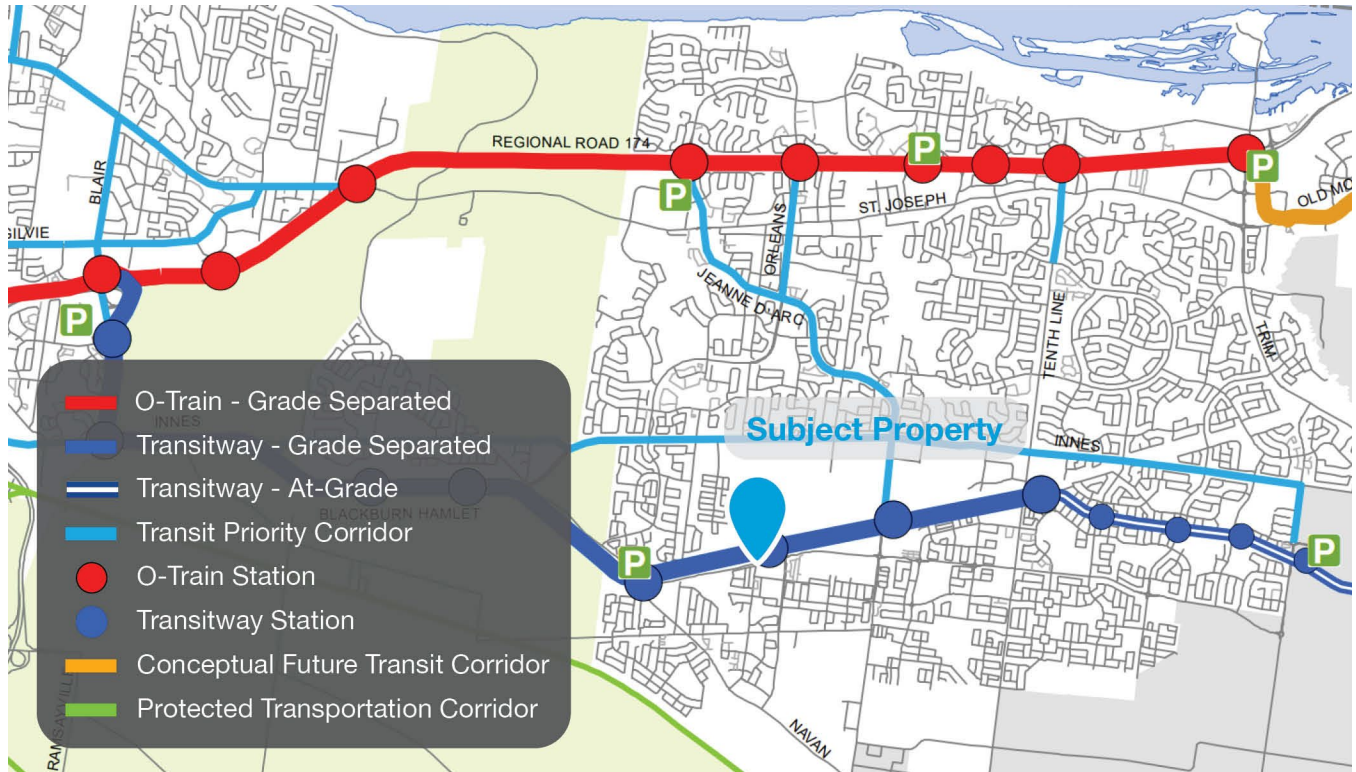 REGIONAL ROAD 174
P
BLAIR
P
ST. JOSEPH
P
OLD MO
GILVIE
ORLEANS
JEANNE D'ARC
P
TENTH LINE
TRIM
Subject Property
INNES
O-Train - Grade Separated
INNES
Transitway - Grade Separated
Transitway - At-Grade
BLACKBURN HAMLET
Transit Priority Corridor
P
P
O-Train Station
Transitway Station
Conceptual Future Transit Corridor
Protected Transportation Corridor
RAMSAYVILLE
NAVAN